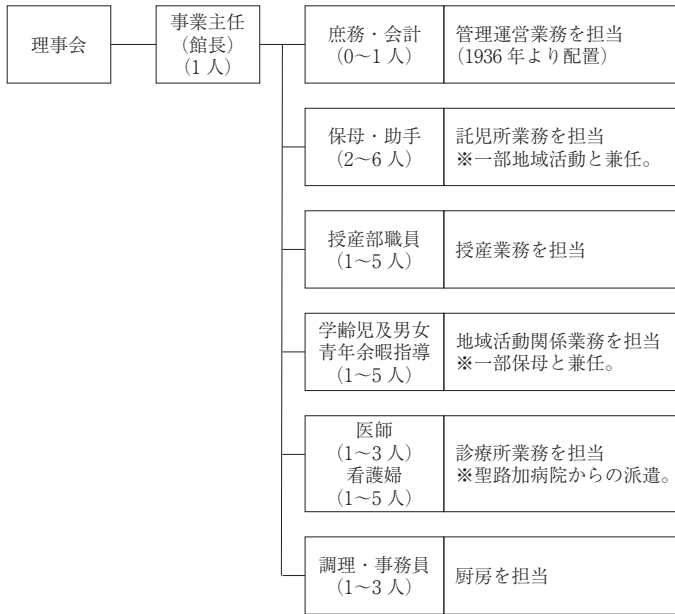 理事会
事業主任
(館長)
(1人)
庶務・会計
(0〜1人)
管理運営業務を担当
(1936年より配置)
保母・助手
(2〜6人)
託児所業務を担当
※一部地域活動と兼任。
授産部職員
(1〜5人)
授産業務を担当
学齢児及男女
青年余暇指導
(1〜5人)
地域活動関係業務を担当
※一部保母と兼任。
医師
(1〜3人)
看護婦
(1〜5人)
診療所業務を担当
※聖路加病院からの派遣。
調理・事務員
(1〜3人)
厨房を担当